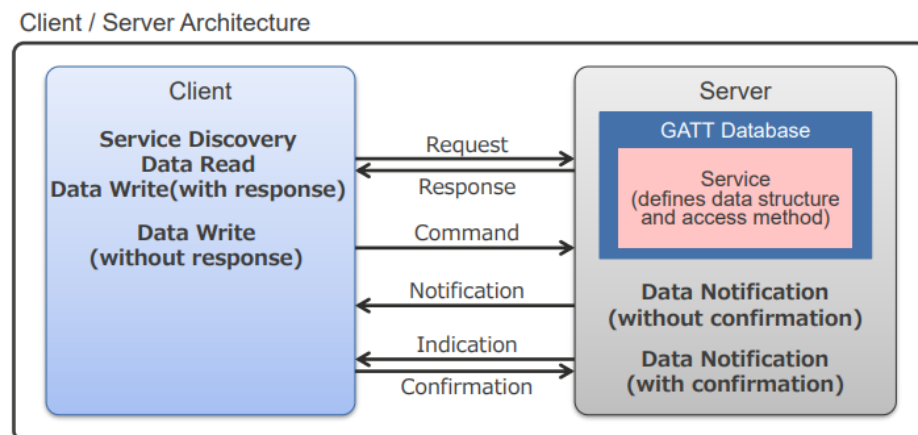 Client / Server Architecture
Client
Service Discovery
Data Read
Data Write(with response)
Data Write
(without response)
Request
Response
Command
Notification
Indication
Confirmation
Server
GATT Database
Service
(defines data structure
and access method)
Data Notification
(without confirmation)
Data Notification
(with confirmation)